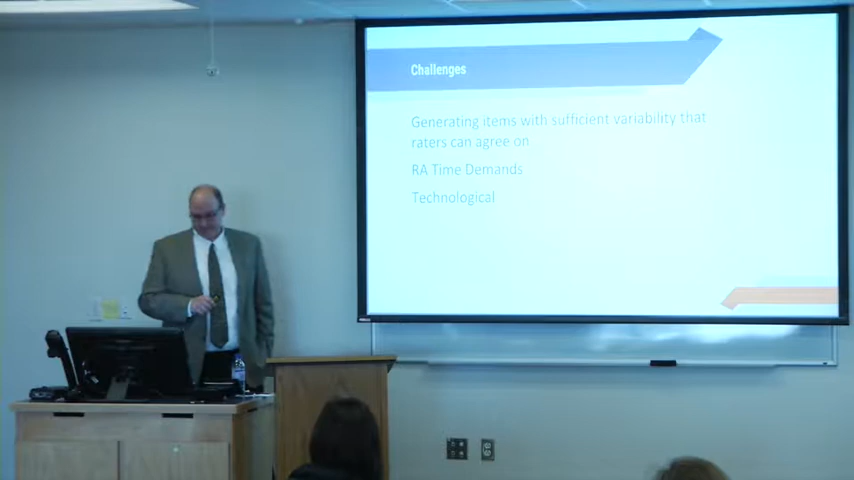 Challenges
Generating items with sufficient variability that
raters can agree on
RA Time Demands
Technological